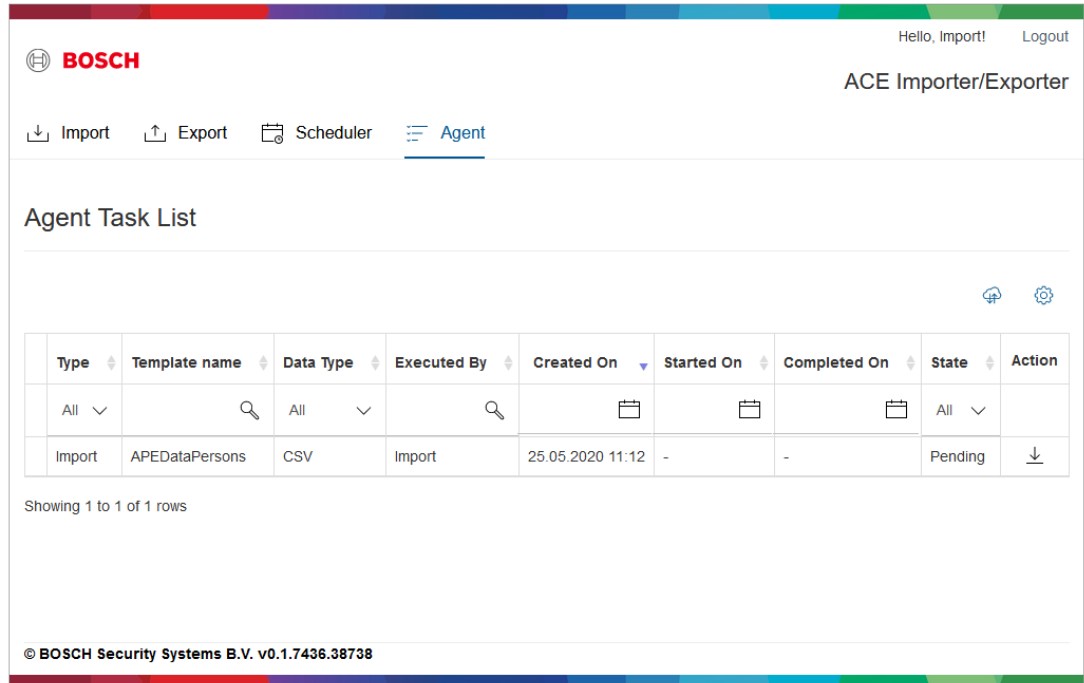 Hello, Import! Logout
BOSCH
ACE Importer/Exporter
Import Export Scheduler Agent
Agent Task List
Type Template name Data Type Executed By Created On Started On Completed On State Action
All All All
Import APEDataPersons CSV Import 25.05.2020 11:12 - - Pending
Showing 1 to 1 of 1 rows
© BOSCH Security Systems B.V. v0.1.7436.38738